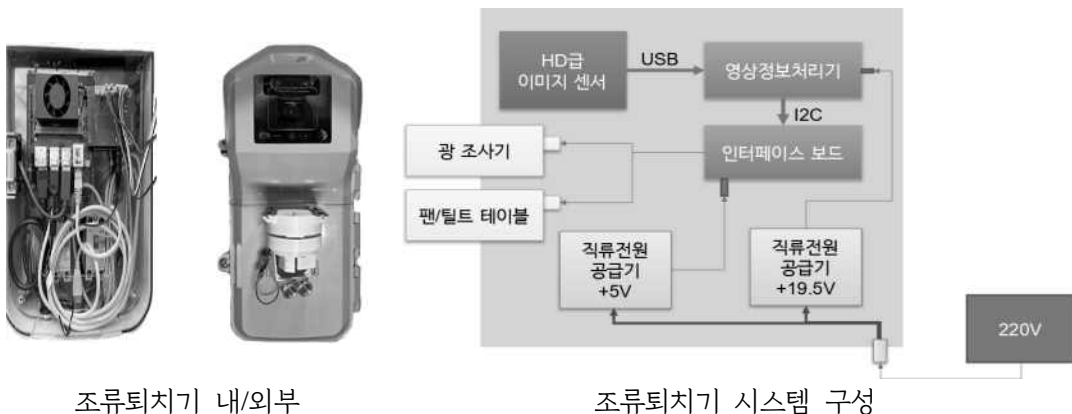 HD급
이미지 센서
USB
영상정보처리기
I2C
인터페이스 보드
광 조사기
팬/틸트 테이블
직류전원
공급기
+5V
직류전원
공급기
+19.5V
220V
조류퇴치기 내/외부
조류퇴치기 시스템 구성